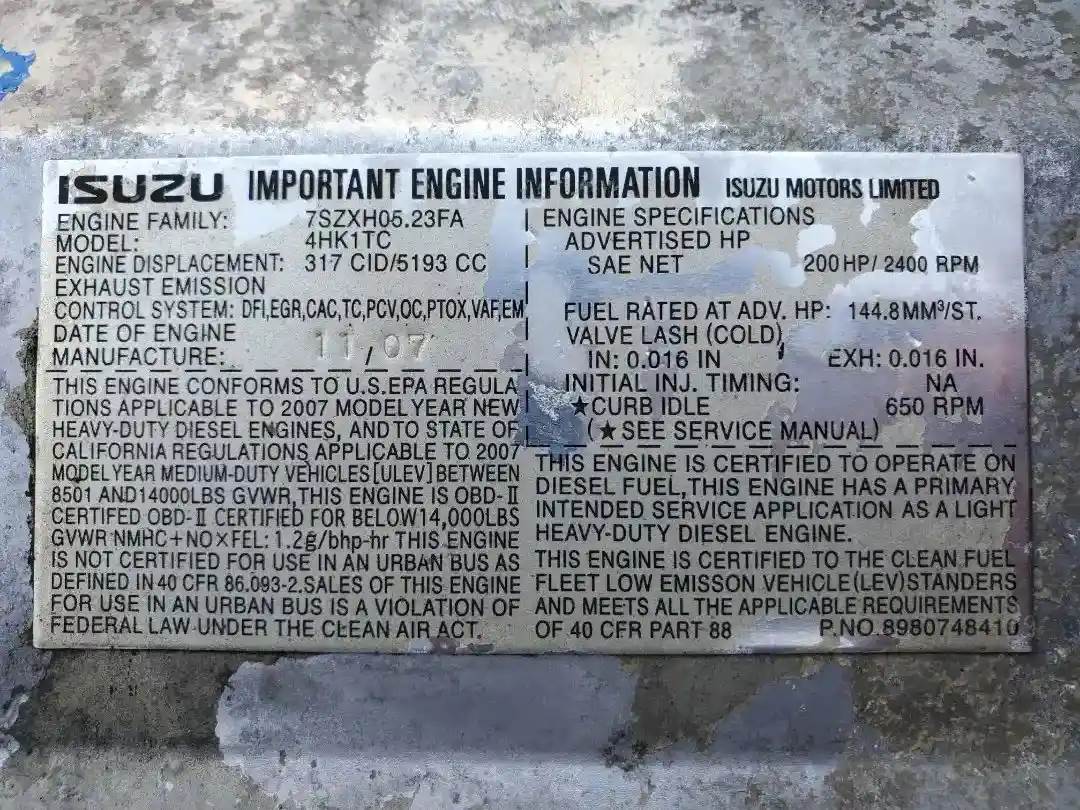 ISUZU IMPORTANT ENGINE INFORMATION ISUZU MOTORS LIMITED
ENGINE FAMILY: 7SZXH05.23FA
MODEL: 4HK1TC
ENGINE DISPLACEMENT: 317 CID/5193 CC
EXHAUST EMISSION
CONTROL SYSTEM: DFI,EGR,CAC,TC,PCV,OC,PTOX,VAF,EM
DATE OF ENGINE
MANUFACTURE: 11/07
THIS ENGINE CONFORMS TO U.S.EPA REGULA
TIONS APPLICABLE TO 2007 MODEL YEAR NEW
HEAVY-DUTY DIESEL ENGINES, AND TO STATE OF
CALIFORNIA REGULATIONS APPLICABLE TO 2007
MODEL YEAR MEDIUM-DUTY VEHICLES[ULEV]BETWEEN
8501 AND14000LBS GVWR,THIS ENGINE IS OBD-II
CERTIFED OBD-II CERTIFIED FOR BELOW14,000LBS
GVWR NMHC+NO×FEL: 1.2g/bhp-hr THIS ENGINE
IS NOT CERTIFIED FOR USE IN AN URBAN BUS AS
DEFINED IN 40 CFR 86.093-2.SALES OF THIS ENGINE
FOR USE IN AN URBAN BUS IS A VIOLATION OF
FEDERAL LAW UNDER THE CLEAN AIR ACT.
ENGINE SPECIFICATIONS
ADVERTISED HP
SAE NET 200HP/2400 RPM
FUEL RATED AT ADV. HP: 144.8MM³/ST.
VALVE LASH (COLD)
IN: 0.016 IN EXH: 0.016 IN.
INITIAL INJ. TIMING: NA
★CURB IDLE 650 RPM
(★SEE SERVICE MANUAL)
THIS ENGINE IS CERTIFIED TO OPERATE ON
DIESEL FUEL,THIS ENGINE HAS A PRIMARY
INTENDED SERVICE APPLICATION AS A LIGHT
HEAVY-DUTY DIESEL ENGINE.
THIS ENGINE IS CERTIFIED TO THE CLEAN FUEL
FLEET LOW EMISSON VEHICLE(LEV)STANDERS
AND MEETS ALL THE APPLICABLE REQUIREMENTS
OF 40 CFR PART 88 P.NO.8980748410